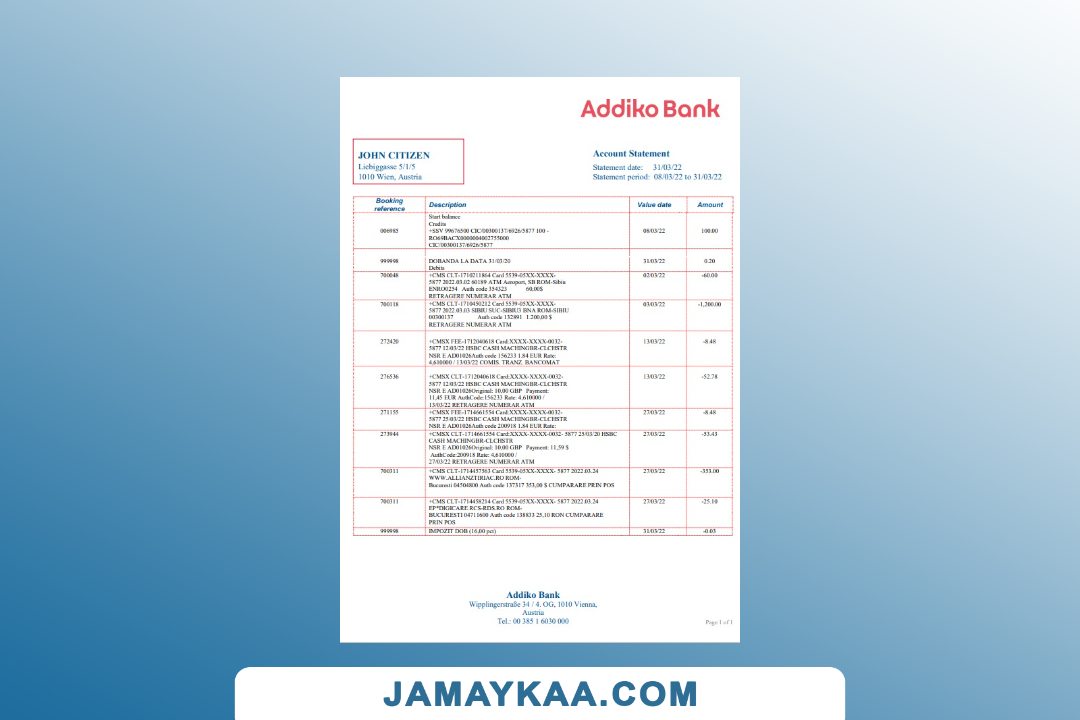 Addiko Bank
JOHN CITIZEN
Liebiggasse 5/1/5
1010 Wien, Austria
Account Statement
Statement date: 31/03/22
Statement period: 08/03/22 to 31/03/22
Booking reference Description Value date Amount
Start balance
Credits
006985 +SSV 99676500 CIC/00300137/6926/5877 100 - 08/03/22 100.00
RO69BACX0000004002755000
CIC/00300137/6926/5877
999998 DOBANDA LA DATA 31/03/20 31/03/22 0.20
Debits
700048 +CMS CLT-1710211864 Card 5539-05XX-XXXX- 02/03/22 -60.00
5877 2022.03.02 60189 ATM Aeroport, SB ROM-Sibiu
ENRO0254 Auth code 354323 60,00$
RETRAGERE NUMERAR ATM
700118 +CMS CLT-1710450212 Card 5539-05XX-XXXX- 03/03/22 -1,200.00
5877 2022.03.03 SIBIU SUC-SIBIU3 BNA ROM-SIBIU
00300137 Auth code 132991 1.200,00 $
RETRAGERE NUMERAR ATM
272420 +CMSX FEE-1712040618 Card:XXXX-XXXX-0032- 13/03/22 -8.48
5877 12/03/22 HSBC CASH MACHINGBR-CLCHSTR
NSR E AD01026Auth code 156233 1.84 EUR Rate:
4,610000 / 13/03/22 COMIS. TRANZ. BANCOMAT
276536 +CMSX CLT-1712040618 Card:XXXX-XXXX-0032- 13/03/22 -52.78
5877 12/03/22 HSBC CASH MACHINGBR-CLCHSTR
NSR E AD01026Original: 10.00 GBP Payment:
11,45 EUR AuthCode:156233 Rate: 4,610000 /
13/03/22 RETRAGERE NUMERAR ATM
271155 +CMSX FEE-1714661554 Card:XXXX-XXXX-0032- 27/03/22 -8.48
5877 25/03/22 HSBC CASH MACHINGBR-CLCHSTR
NSR E AD01026Auth code 200918 1.84 EUR Rate:
273944 +CMSX CLT-1714661554 Card:XXXX-XXXX-0032- 5877 25/03/20 HSBC 27/03/22 -53.43
CASH MACHINGBR-CLCHSTR
NSR E AD01026Original: 10.00 GBP Payment: 11,59 $
AuthCode:200918 Rate: 4,610000 /
27/03/22 RETRAGERE NUMERAR ATM
700311 +CMS CLT-1714457563 Card 5539-05XX-XXXX- 5877 2022.03.24 27/03/22 -353.00
WWW.ALLIANZTIRIAC.RO ROM-
Bucuresti 04504800 Auth code 137317 353,00 $ CUMPARARE PRIN POS
700311 +CMS CLT-1714458214 Card 5539-05XX-XXXX- 5877 2022.03.24 27/03/22 -25.10
EP*DIGICARE RCS-RDS.RO ROM-
BUCURESTI 04711600 Auth code 138833 25,10 RON CUMPARARE
PRIN POS
999998 IMPOZIT DOB (16,00 pct) 31/03/22 -0.03
Addiko Bank
Wipplingerstraße 34 / 4, OG, 1010 Vienna,
Austria
Tel.: 00 385 1 6030 000
Page 1 of 1
JAMAYKAA.COM